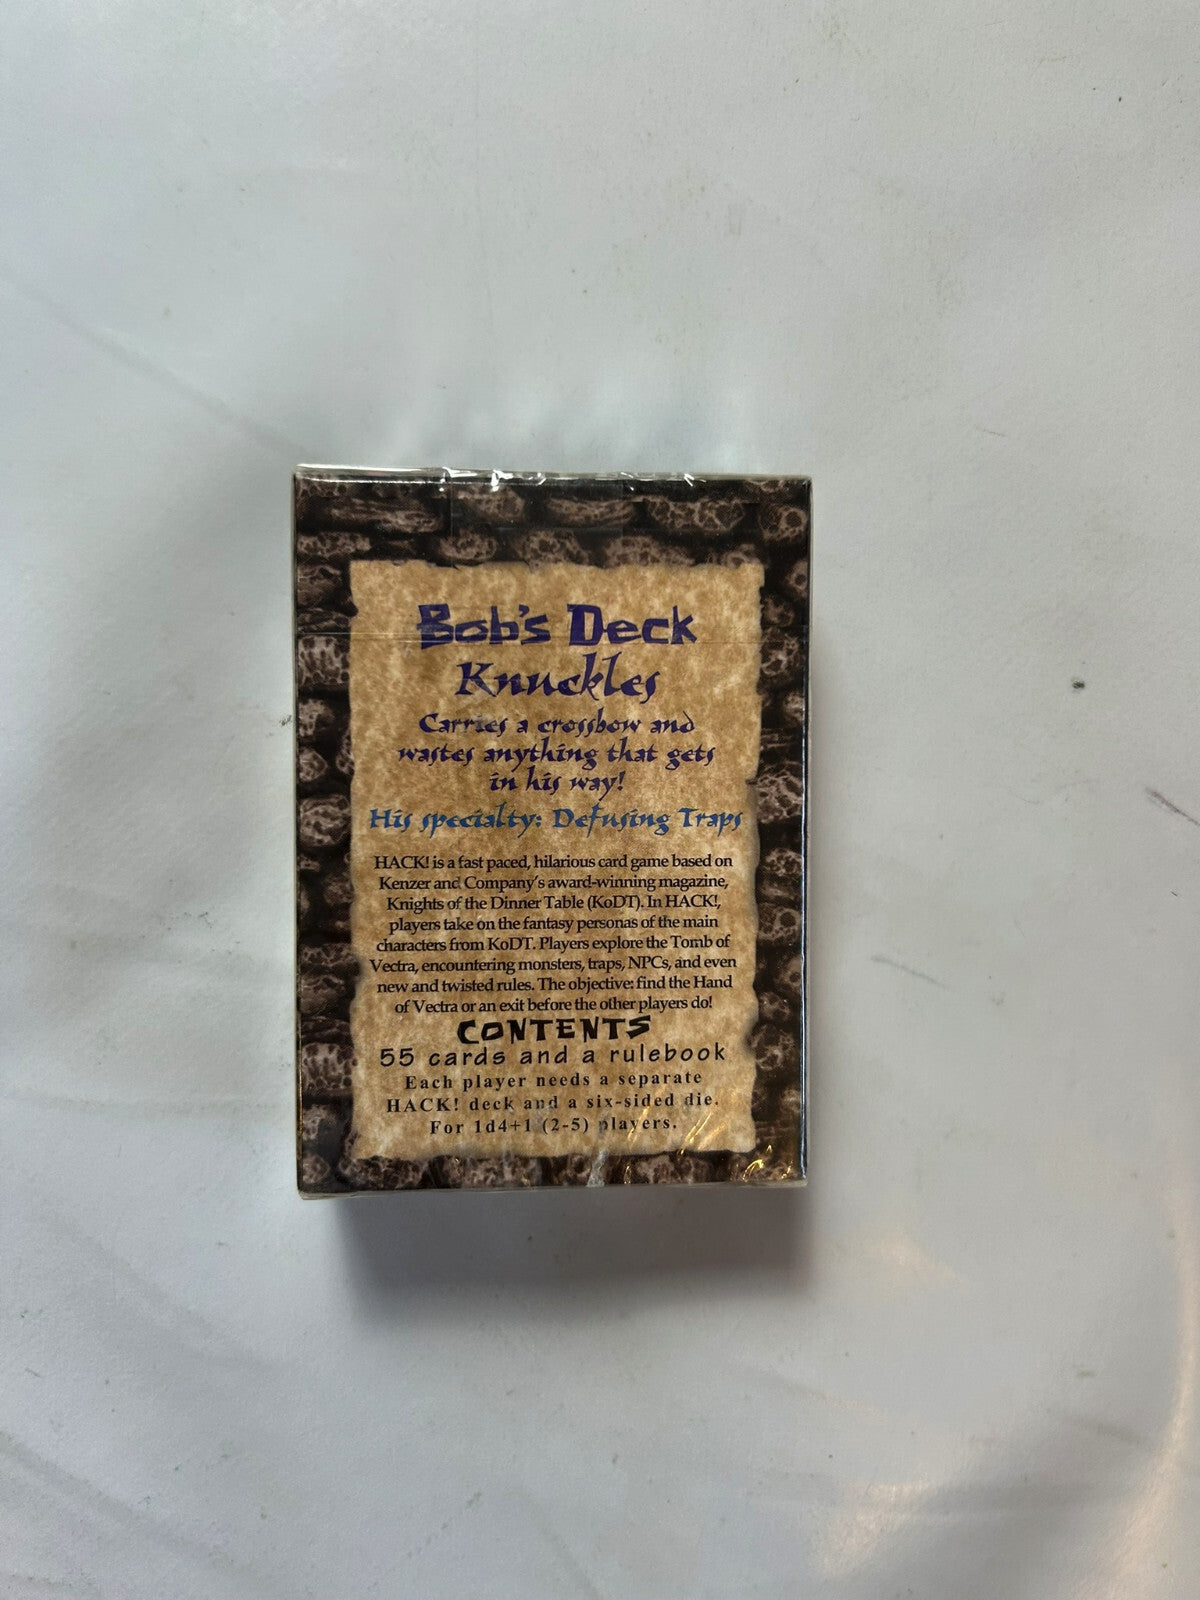 Bob's Deck
Knuckles
Carries a crossbow and
wastes anything that gets
in his way!
His specialty: Defusing Traps
HACK! is a fast paced, hilarious card game based on
Kenzer and Company's award-winning magazine,
Knights of the Dinner Table (KoDT). In HACK!,
players take on the fantasy personas of the main
characters from KoDT. Players explore the Tomb of
Vectra, encountering monsters, traps, NPCs, and even
new and twisted rules. The objective: find the Hand
of Vectra or an exit before the other players do!
CONTENTS
55 cards and a rulebook
Each player needs a separate
HACK! deck and a six-sided die.
For 1d4+1 (2-5) players.